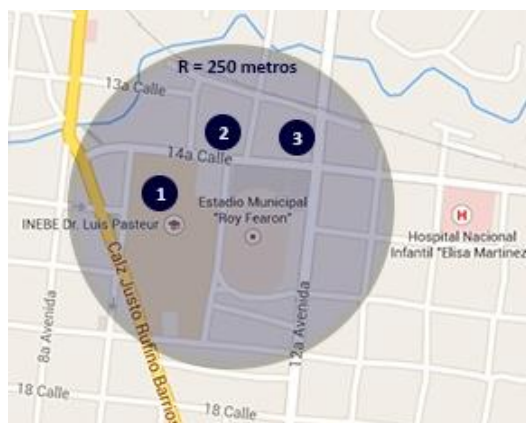 R = 250 metros
13a Calle
2
3
14a Calle
1
Estadio Municipal
"Roy Fearon"
INEBE Dr. Luis Pasteur
H
Hospital Nacional
Infantil "Elisa Martinez
Calz Justo Rufino Barrios
8a Avenida
12a Avenida
18 Calle
18 Calle